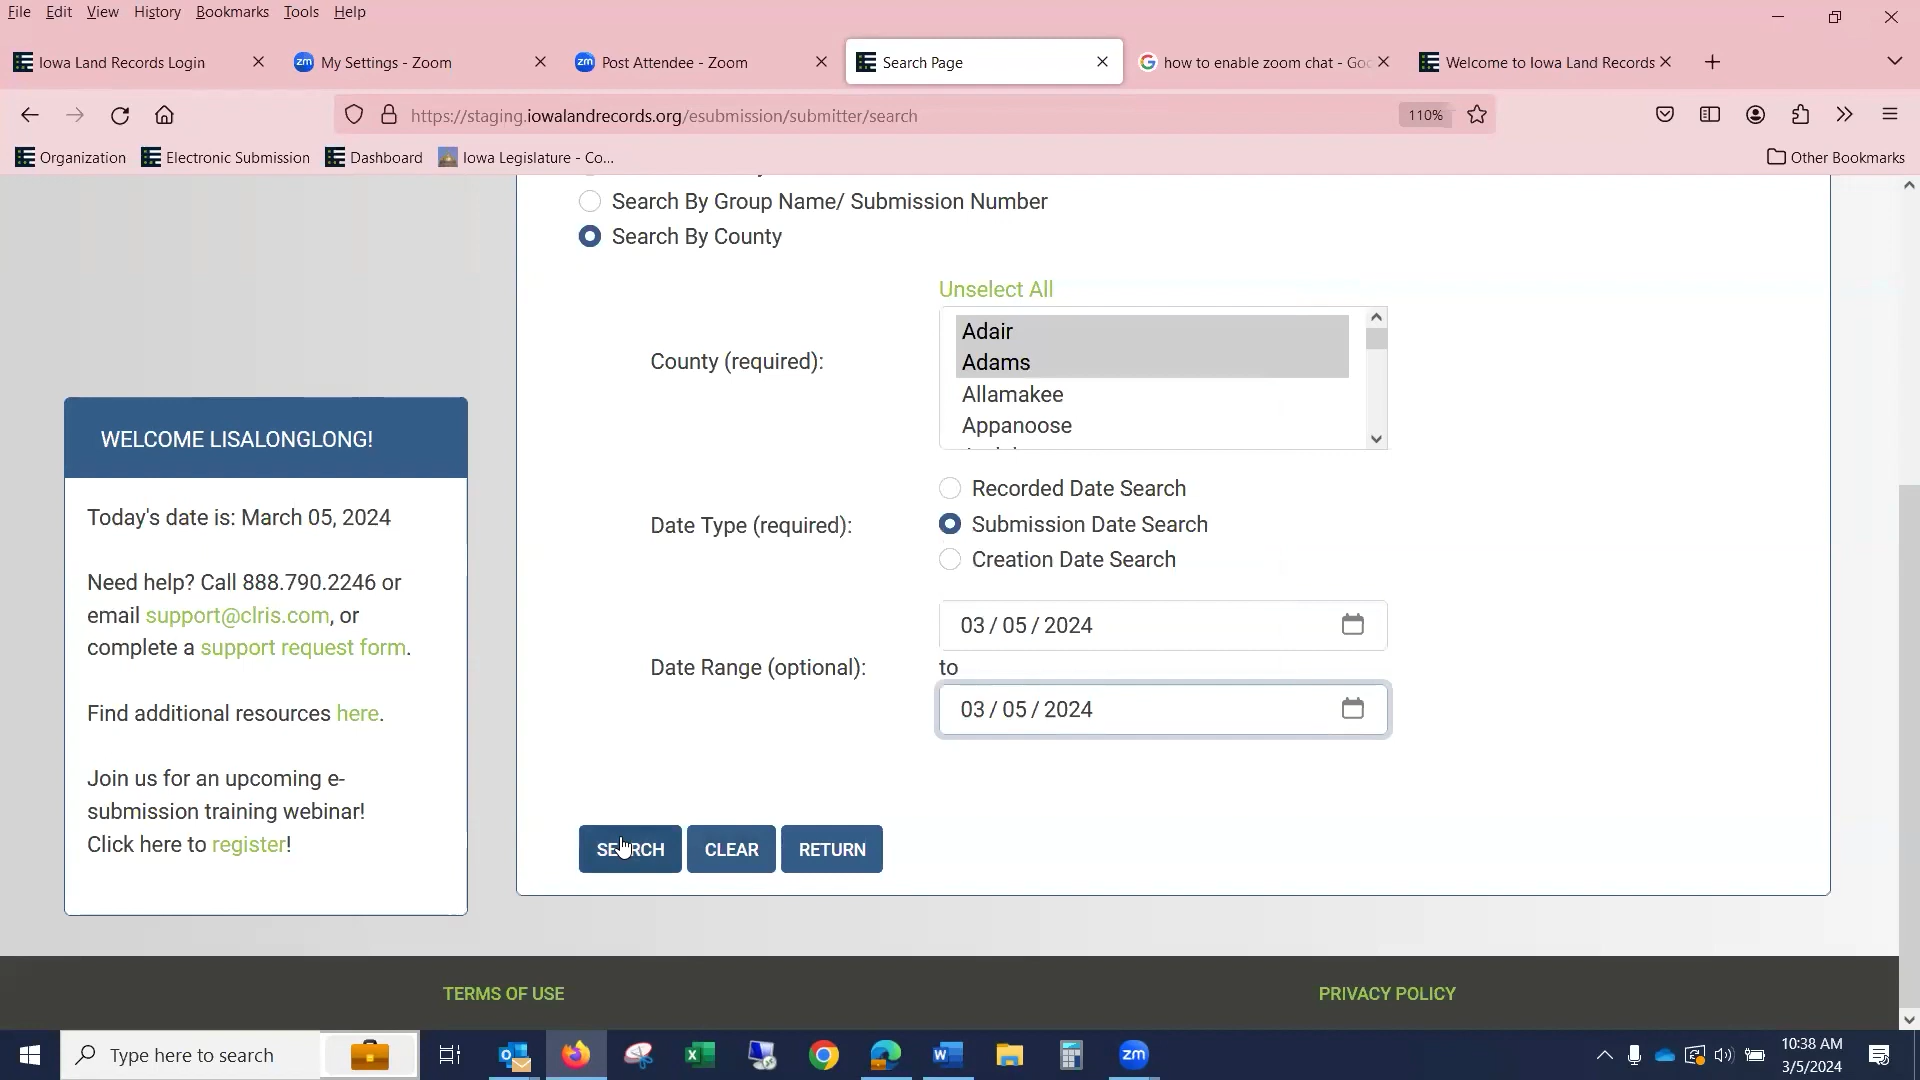 File Edit View History Bookmarks Tools Help
Iowa Land Records Login
zm My Settings - Zoom
zm Post Attendee - Zoom
Search Page
how to enable zoom chat - Goo
Welcome to Iowa Land Records
https://staging.iowalandrecords.org/esubmission/submitter/search
110%
Organization
Electronic Submission
Dashboard
Iowa Legislature - Co...
Other Bookmarks
Search By Group Name/ Submission Number
Search By County
Unselect All
County (required):
Adair
Adams
Allamakee
Appanoose
Date Type (required):
Recorded Date Search
Submission Date Search
Creation Date Search
Date Range (optional):
03 / 05 / 2024
to
03 / 05 / 2024
SEARCH
CLEAR
RETURN
WELCOME LISALONGLONG!
Today's date is: March 05, 2024
Need help? Call 888.790.2246 or
email support@clris.com, or
complete a support request form.
Find additional resources here.
Join us for an upcoming e-
submission training webinar!
Click here to register!
TERMS OF USE
PRIVACY POLICY
Type here to search
zm
10:38 AM
3/5/2024